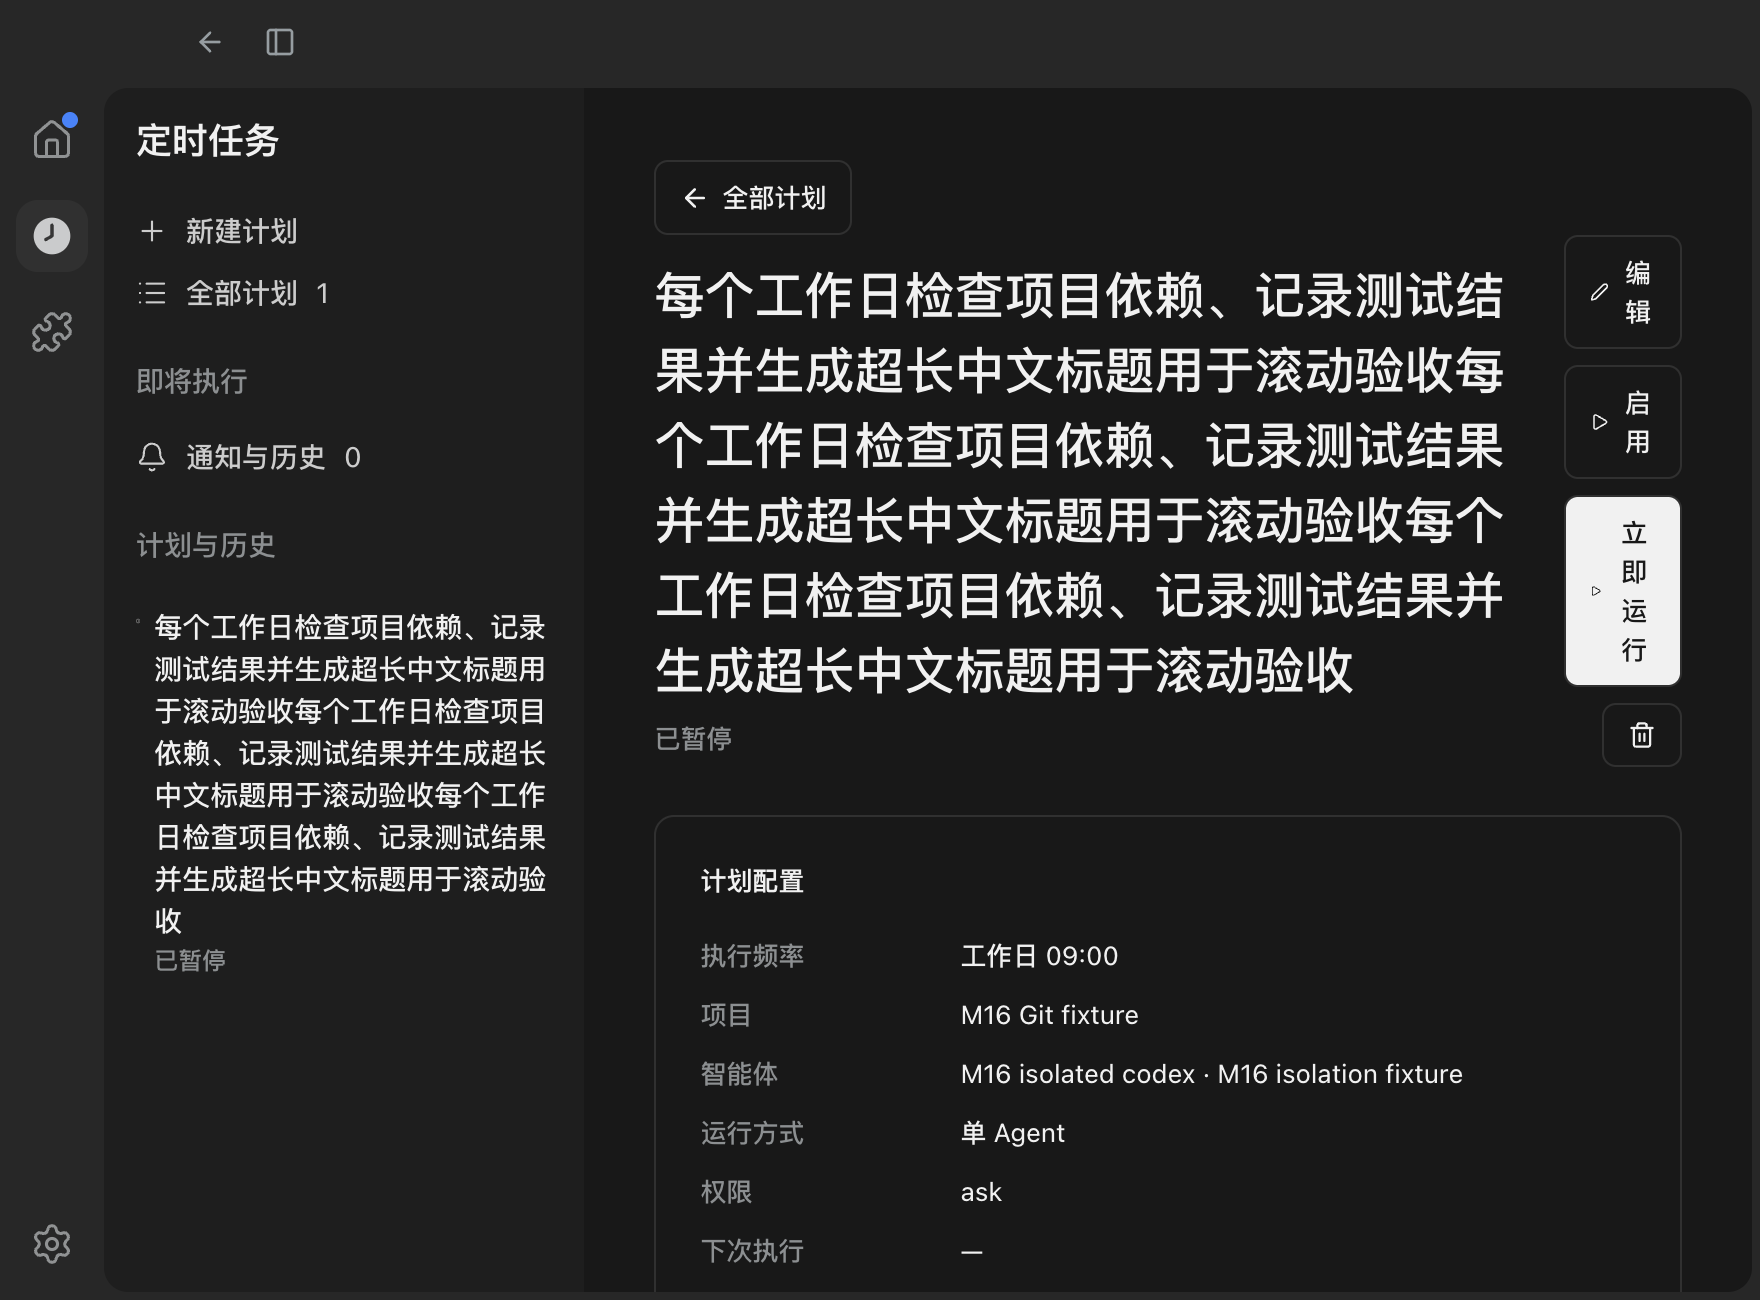 定时任务
新建计划
全部计划 1
即将执行
通知与历史 0
计划与历史
每个工作日检查项目依赖、记录
测试结果并生成超长中文标题用
于滚动验收每个工作日检查项目
依赖、记录测试结果并生成超长
中文标题用于滚动验收每个工作
日检查项目依赖、记录测试结果
并生成超长中文标题用于滚动验
收
已暂停
全部计划
每个工作日检查项目依赖、记录测试结
果并生成超长中文标题用于滚动验收每
个工作日检查项目依赖、记录测试结果
并生成超长中文标题用于滚动验收每个
工作日检查项目依赖、记录测试结果并
生成超长中文标题用于滚动验收
已暂停
编
辑
启
用
立
即
运
行
计划配置
执行频率 工作日 09:00
项目 M16 Git fixture
智能体 M16 isolated codex · M16 isolation fixture
运行方式 单 Agent
权限 ask
下次执行 —